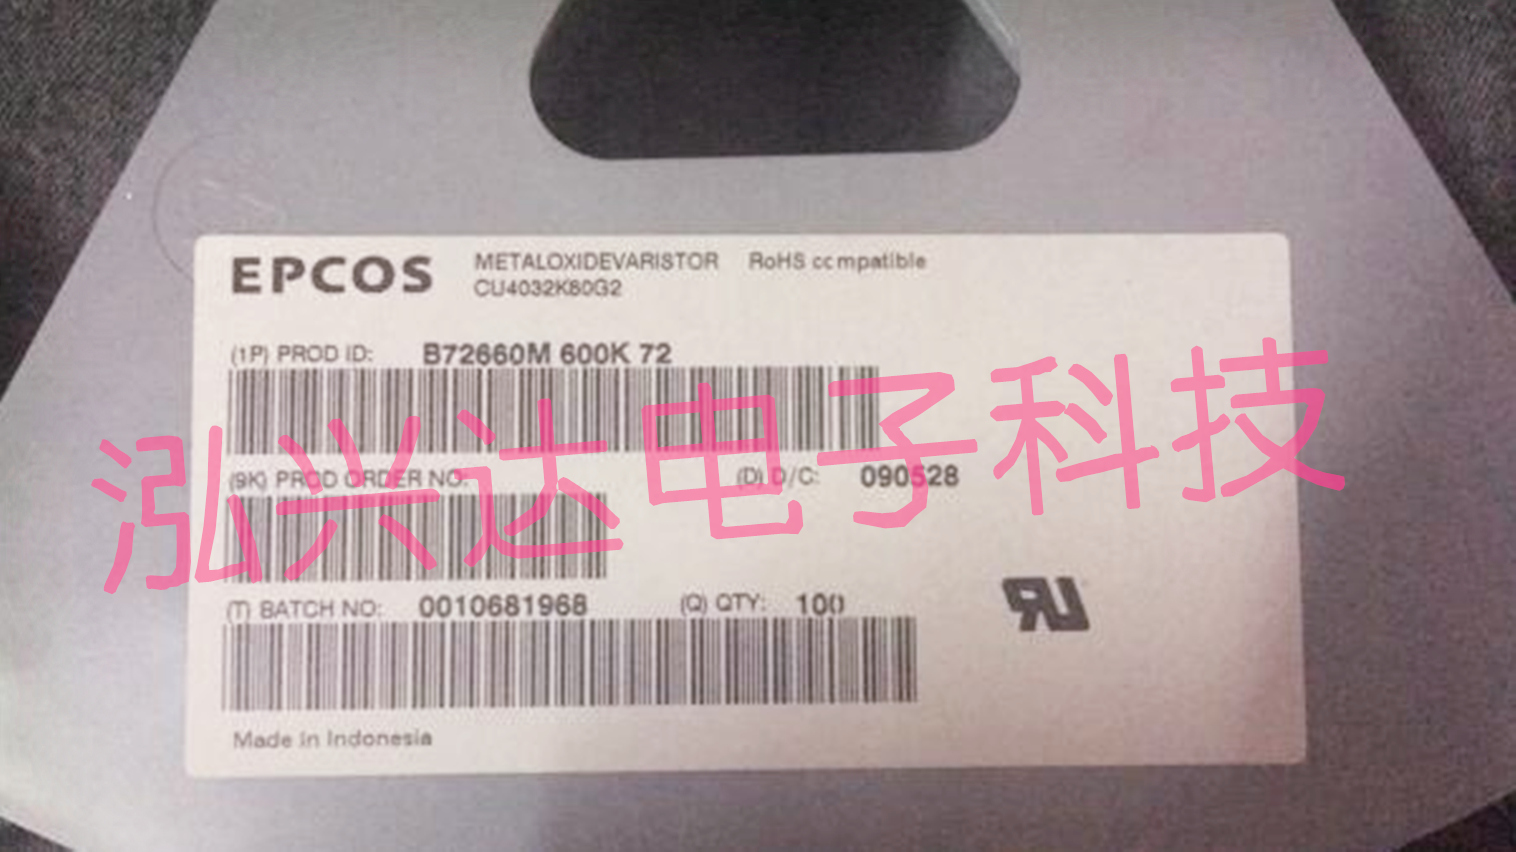 EPCOS METALOXIDEVARISTOR RoHS compatible
CU4032K60G2
(1P) PROD ID: B72660M 600K 72
泓兴达电子科技
(9K) PROD ORDER NO (D) D/C: 090528
(T) BATCH NO: 0010681968 (Q) QTY: 100
Made in Indonesia